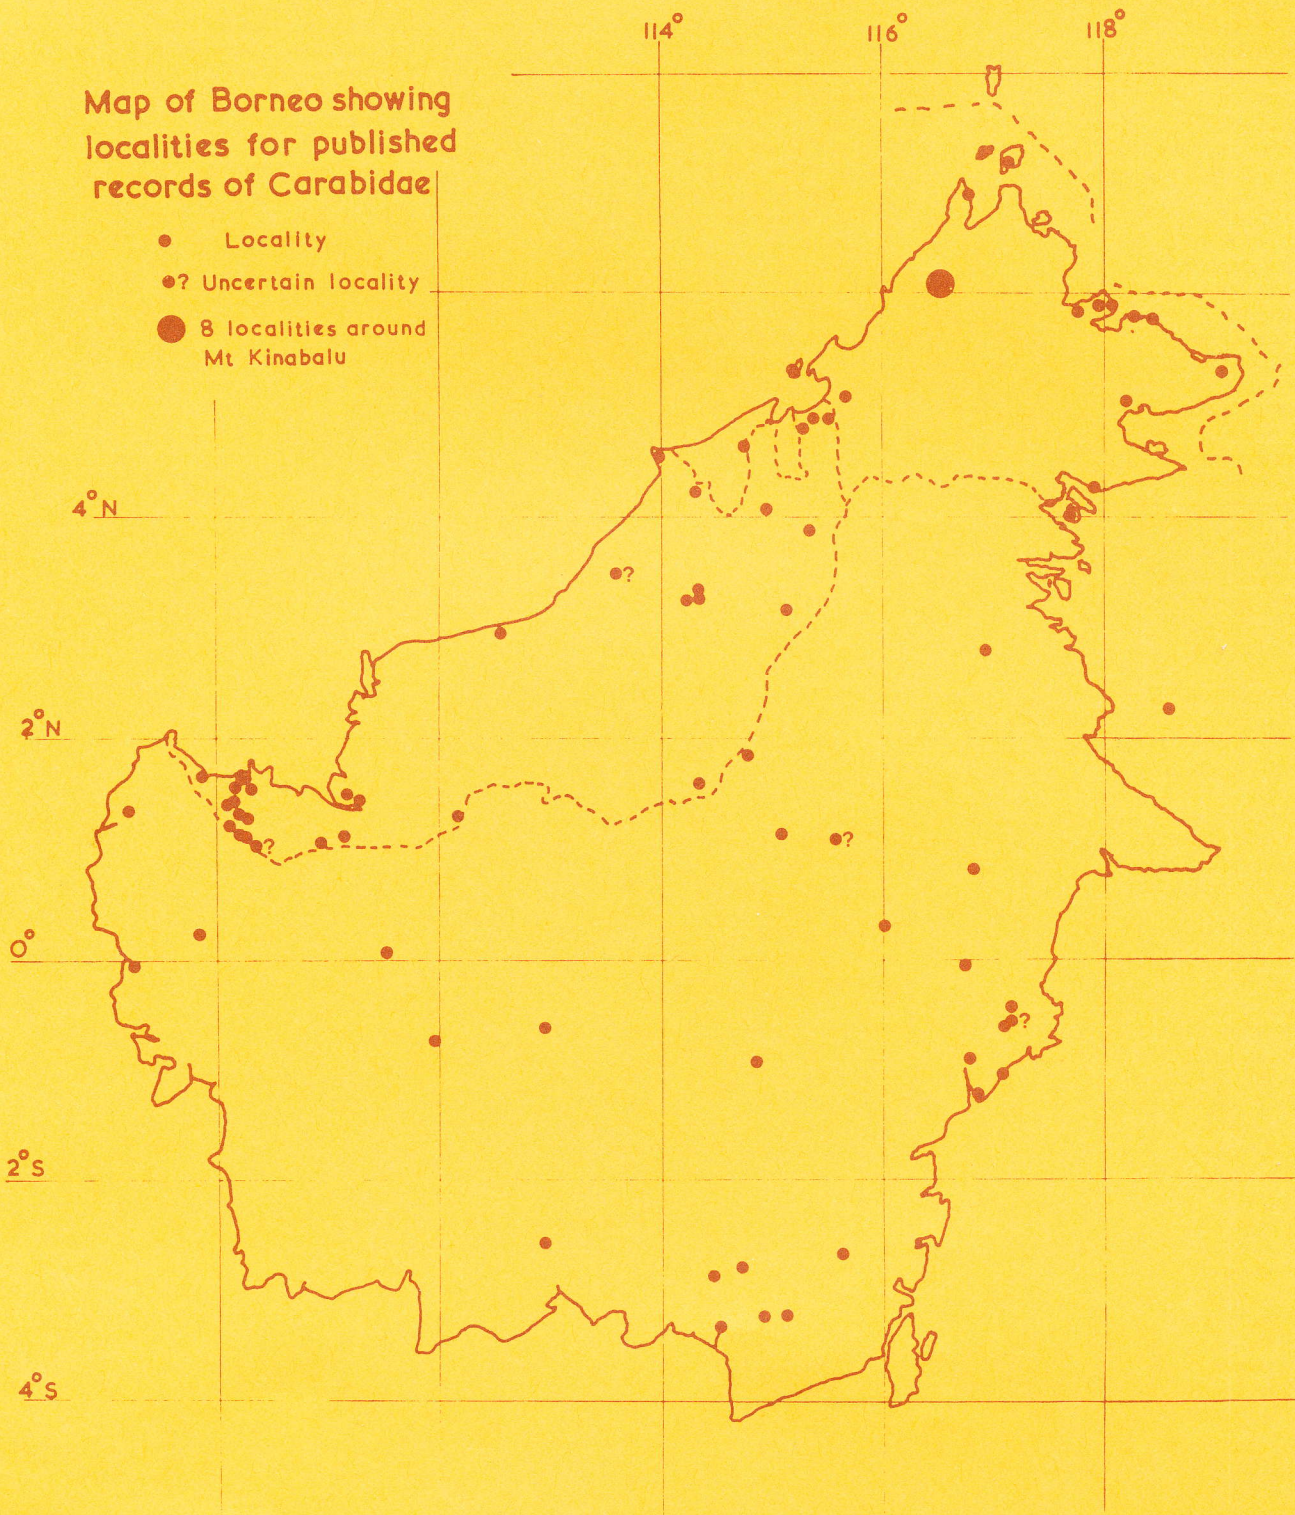 114°
116°
118°
Map of Borneo showing
localities for published
records of Carabidae
Locality
? Uncertain locality
8 localities around
Mt Kinabalu
4°N
?
2°N
?
?
0°
?
2°S
4°S